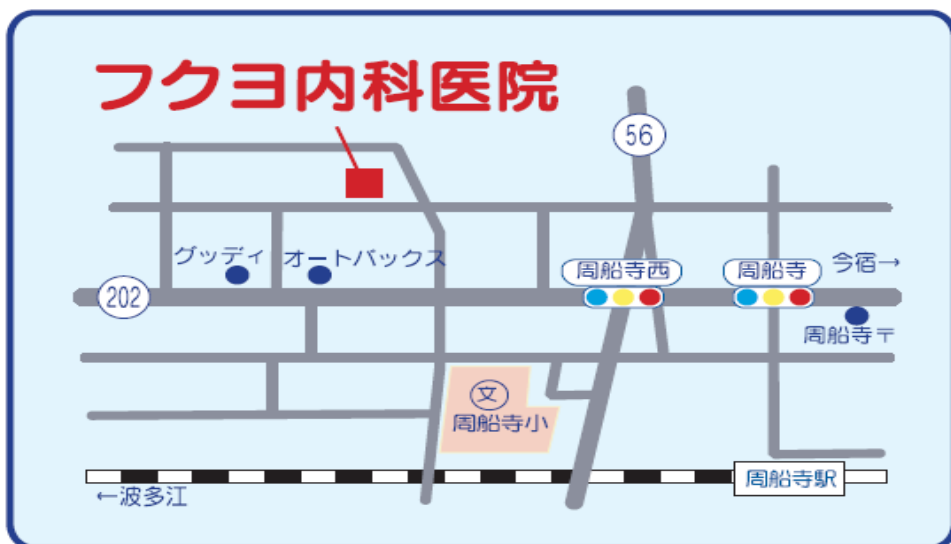 フクヨ内科医院
56
グッディ
オートバックス
周船寺西
周船寺
今宿→
202
周船寺〒
文
周船寺小
周船寺駅
←波多江